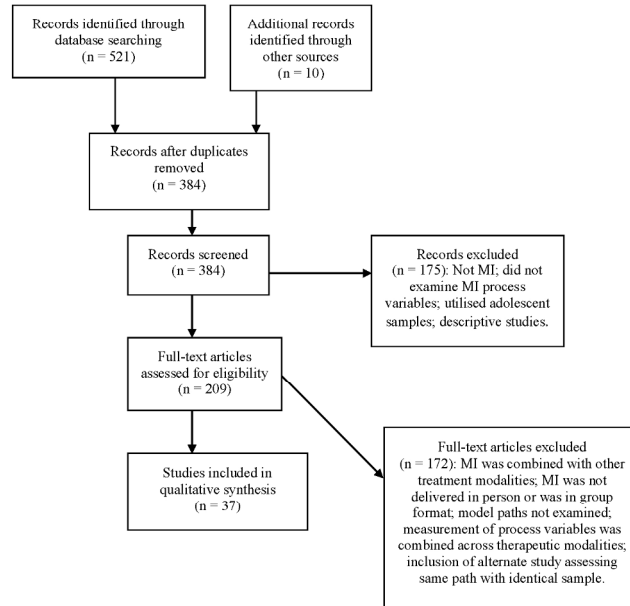 Records identified through
database searching
(n = 521)
Additional records
identified through
other sources
(n = 10)
Records after duplicates
removed
(n = 384)
Records screened
(n = 384)
Records excluded
(n = 175): Not MI; did not
examine MI process
variables; utilised adolescent
samples; descriptive studies.
Full-text articles
assessed for eligibility
(n = 209)
Full-text articles excluded
(n = 172): MI was combined with other
treatment modalities; MI was not
delivered in person or was in group
format; model paths not examined;
measurement of process variables was
combined across therapeutic modalities;
inclusion of alternate study assessing
same path with identical sample.
Studies included in
qualitative synthesis
(n = 37)